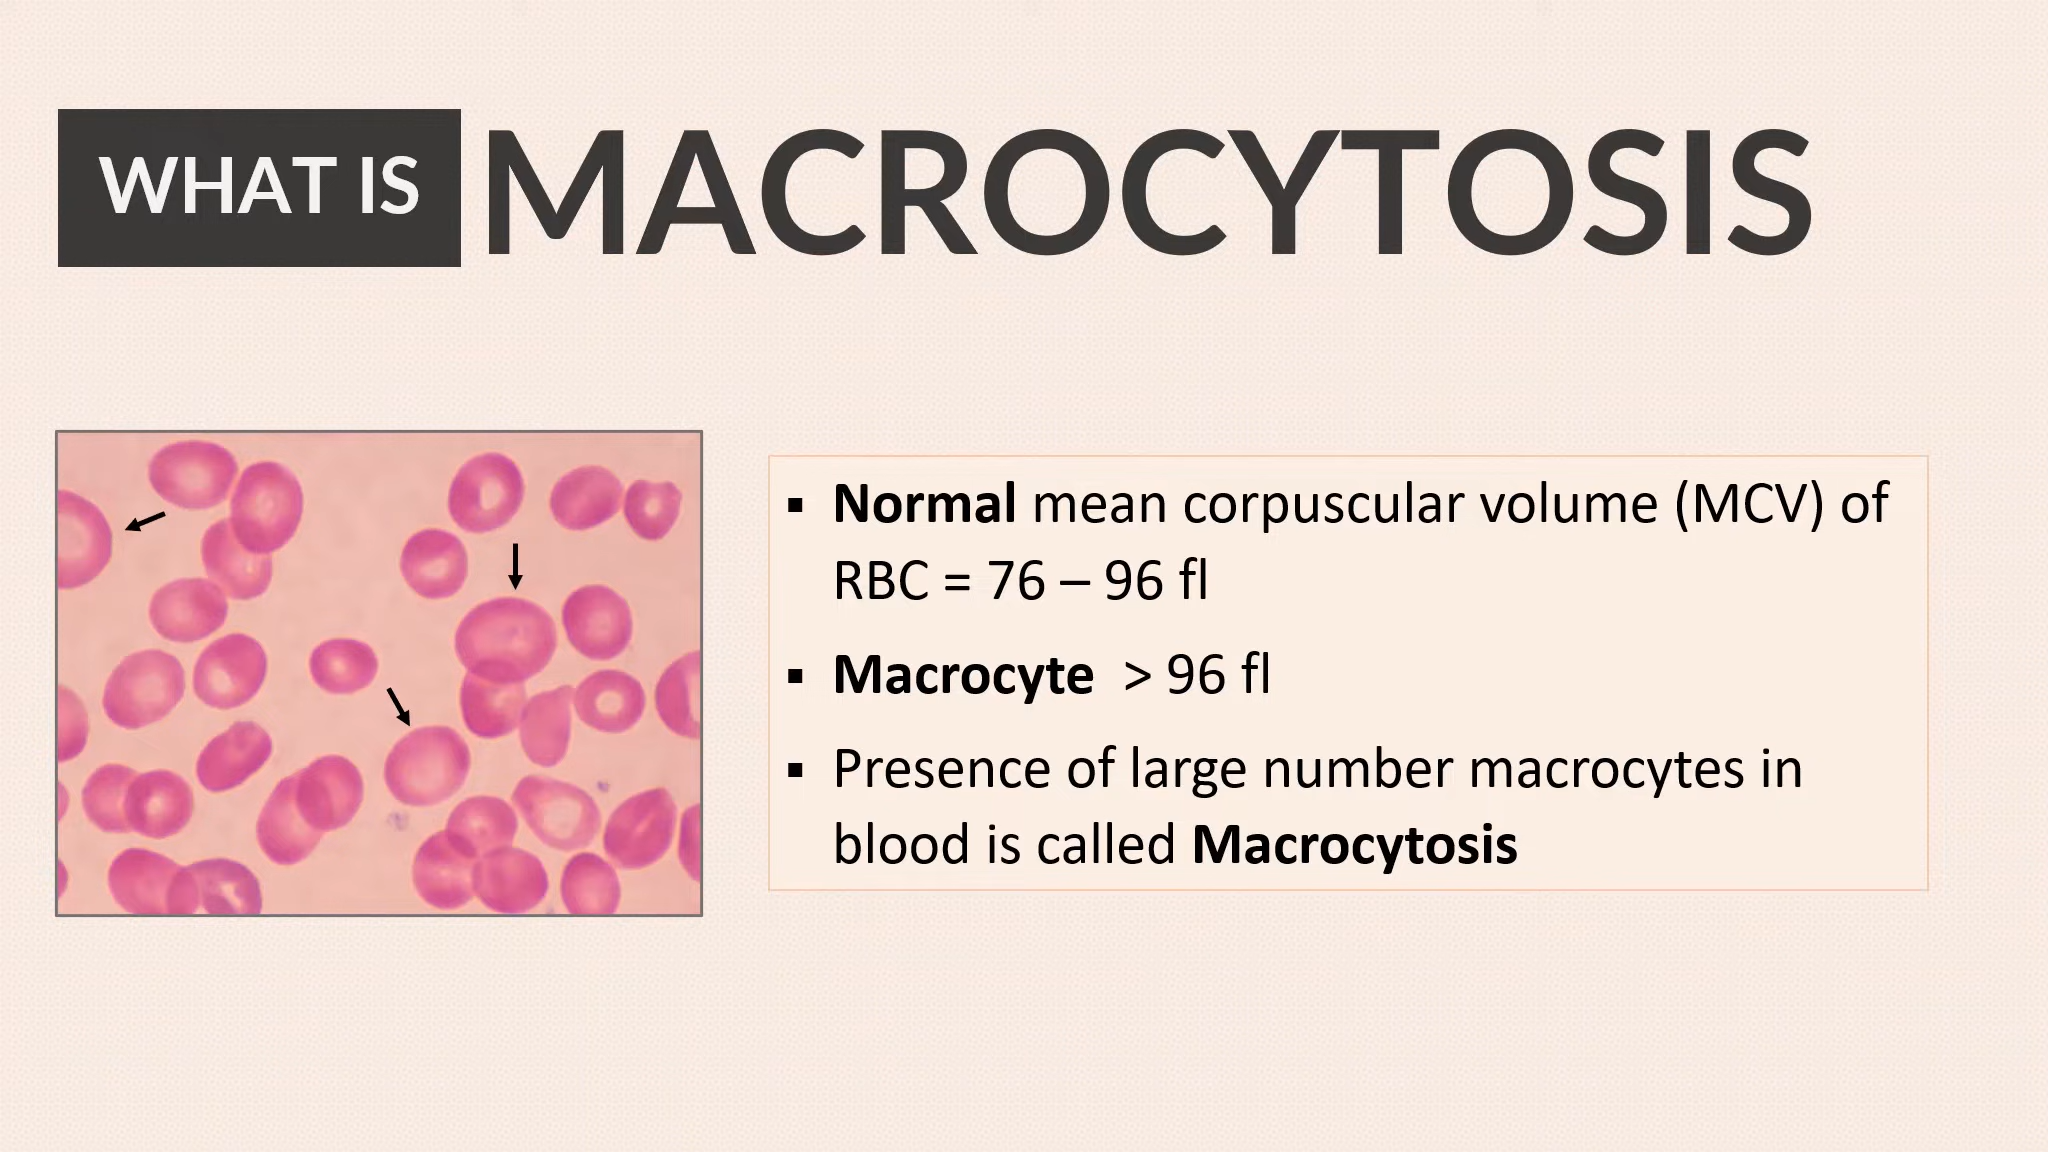 WHAT IS MACROCYTOSIS
▪ Normal mean corpuscular volume (MCV) of
RBC = 76 – 96 fl
▪ Macrocyte > 96 fl
▪ Presence of large number macrocytes in
blood is called Macrocytosis